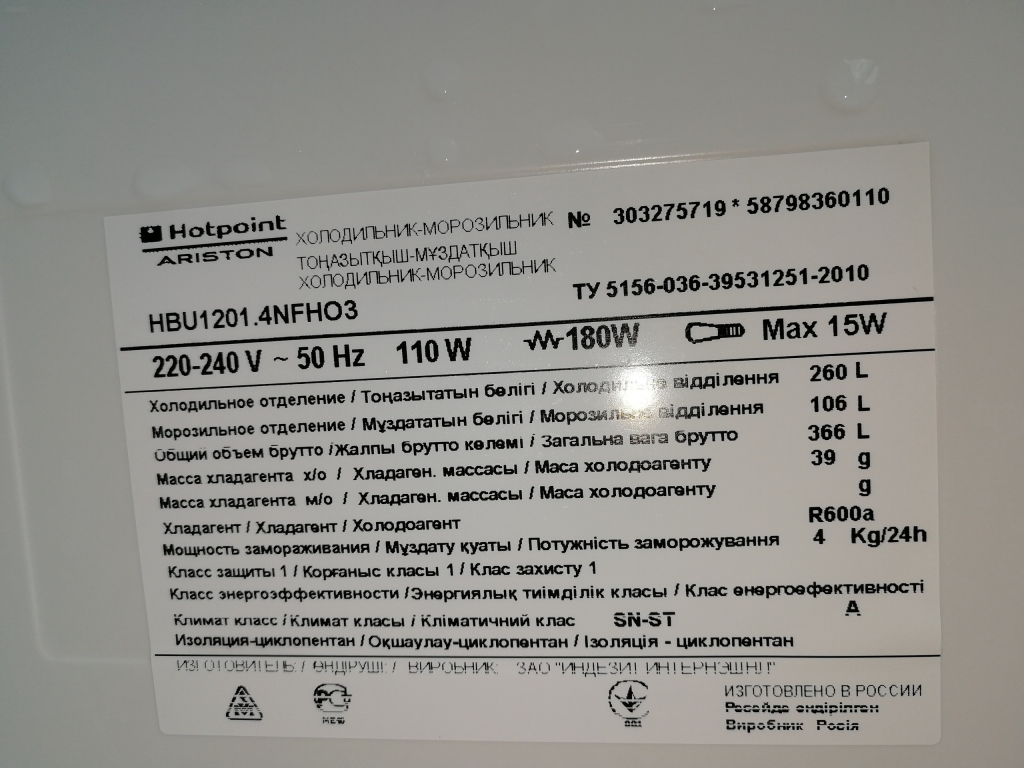 Hotpoint
ARISTON
ХОЛОДИЛЬНИК-МОРОЗИЛЬНИК № 303275719 * 58798360110
ТОҢАЗЫТҚЫШ-МҰЗДАТҚЫШ
ХОЛОДИЛЬНИК-МОРОЗИЛЬНИК
ТУ 5156-036-39531251-2010
HBU1201.4NFHO3
220-240 V ~ 50 Hz 110 W 180W Max 15W
Холодильное отделение / Тоңазытатын бөлігі / Холодильне відділення 260 L
Морозильное отделение / Мұздататын бөлігі / Морозильне відділення 106 L
Общий объем брутто /Жалпы брутто көлемі / Загальна вага брутто 366 L
Масса хладагента х/о / Хладаген. массасы / Маса холодоагенту 39 g
Масса хладагента м/о / Хладаген. массасы / Маса холодоагенту g
Хладагент / Хладагент / Холодоагент R600a
Мощность замораживания / Мұздату қуаты / Потужність заморожування 4 Kg/24h
Класс защиты 1 / Қорғаныс класы 1 / Клас захисту 1
Класс энергоэффективности /Энергиялық тиімділік класы / Клас енергоефективності
A
Климат класс / Климат класы / Кліматичний клас SN-ST
Изоляция-циклопентан / Оқшаулау-циклопентан / Ізоляція - циклопентан
ИЗГОТОВИТЕЛЬ: / ӨНДІРУШІ: / ВИРОБНИК: ЗАО "ИНДЕЗИТ ИНТЕРНЭШНЛ"
ИЗГОТОВЛЕНО В РОССИИ
Ресейде өндірілген
Виробник Росія